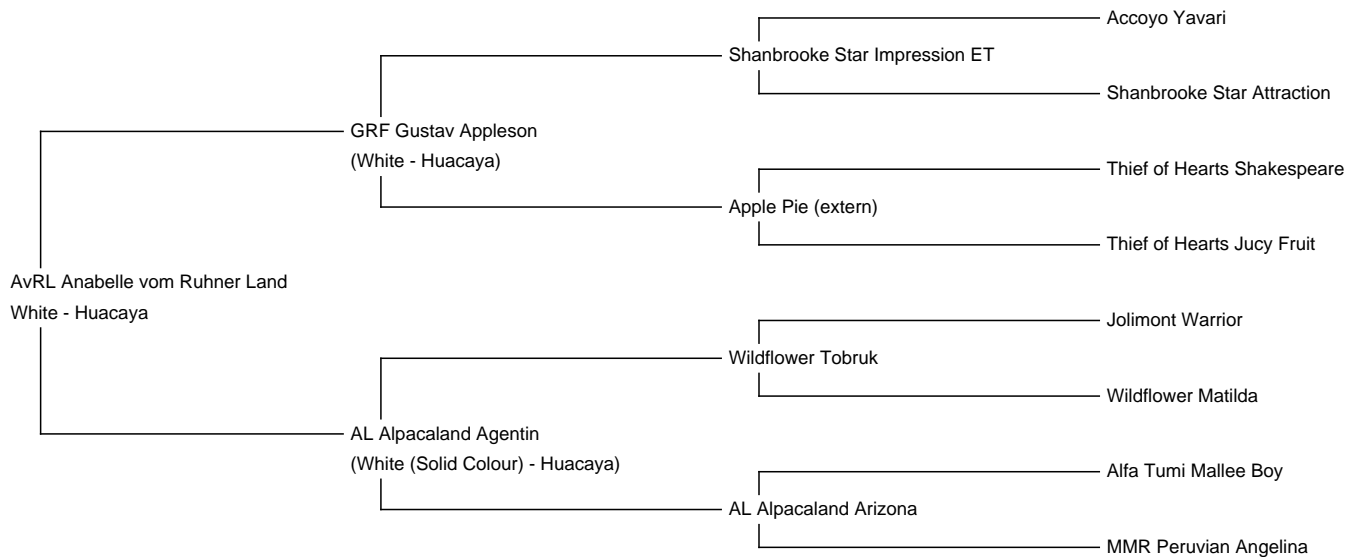 Accoyo Yavari
Shanbrooke Star Impression ET
Shanbrooke Star Attraction
GRF Gustav Appleson
(White - Huacaya)
Thief of Hearts Shakespeare
Apple Pie (extern)
Thief of Hearts Jucy Fruit
AvRL Anabelle vom Ruhner Land
White - Huacaya
Jolimont Warrior
Wildflower Tobruk
Wildflower Matilda
AL Alpacaland Agentin
(White (Solid Colour) - Huacaya)
Alfa Tumi Mallee Boy
AL Alpacaland Arizona
MMR Peruvian Angelina